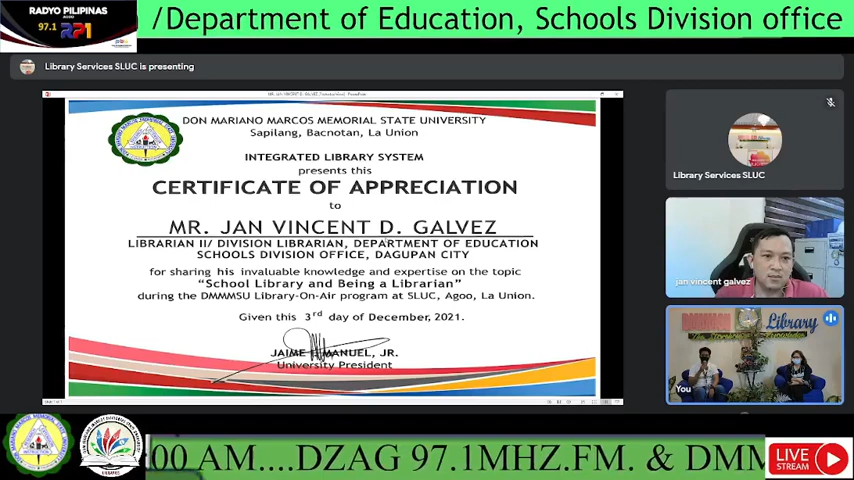 RADYO PILIPINAS
97.1 RP1
/Department of Education, Schools Division office
Library Services SLUC is presenting
DON MARIANO MARCOS MEMORIAL STATE UNIVERSITY
Sapilang, Bacnotan, La Union
INTEGRATED LIBRARY SYSTEM
presents this
CERTIFICATE OF APPRECIATION
to
MR. JAN VINCENT D. GALVEZ
LIBRARIAN II/ DIVISION LIBRARIAN, DEPARTMENT OF EDUCATION
SCHOOLS DIVISION OFFICE, DAGUPAN CITY
for sharing his invaluable knowledge and expertise on the topic
“School Library and Being a Librarian”
during the DMMMSU Library-On-Air program at SLUC, Agoo, La Union.
Given this 3rd day of December, 2021.
JAIME I. MANUEL, JR.
University President
Library Services SLUC
jan vincent galvez
Library
You
:00 AM....DZAG 97.1MHZ.FM. & DMM
LIVE
STREAM